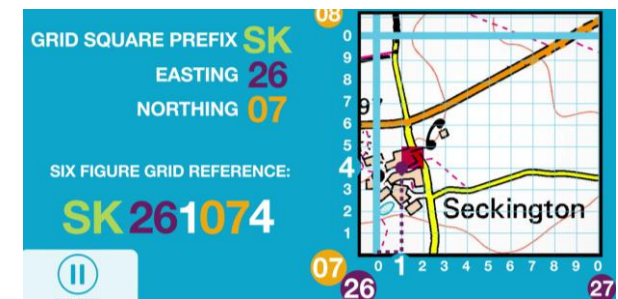 GRID SQUARE PREFIX SK
EASTING 26
NORTHING 07
SIX FIGURE GRID REFERENCE:
SK 261074
08
0
9
8
7
6
5
4
3
2
1
07
97
Seckington
0 1 2 3 4 5 6 7 8 9 0
26
27